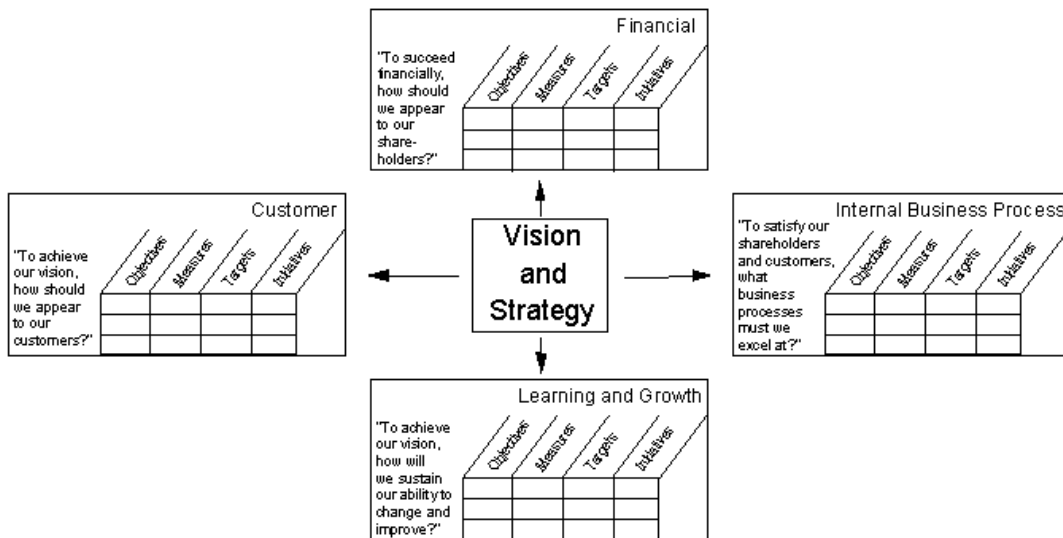 Financial
"To succeed
financially,
how should
we appear
to our
share-
holders?"
Objectives
Measures
Targets
Initiatives
Customer
"To achieve
our vision,
how should
we appear
to our
customers?"
Objectives
Measures
Targets
Initiatives
Vision
and
Strategy
Internal Business Process
"To satisfy our
shareholders
and customers,
what
business
processes
must we
excel at?"
Objectives
Measures
Targets
Initiatives
Learning and Growth
"To achieve
our vision,
how will
we sustain
our ability to
change and
improve?"
Objectives
Measures
Targets
Initiatives